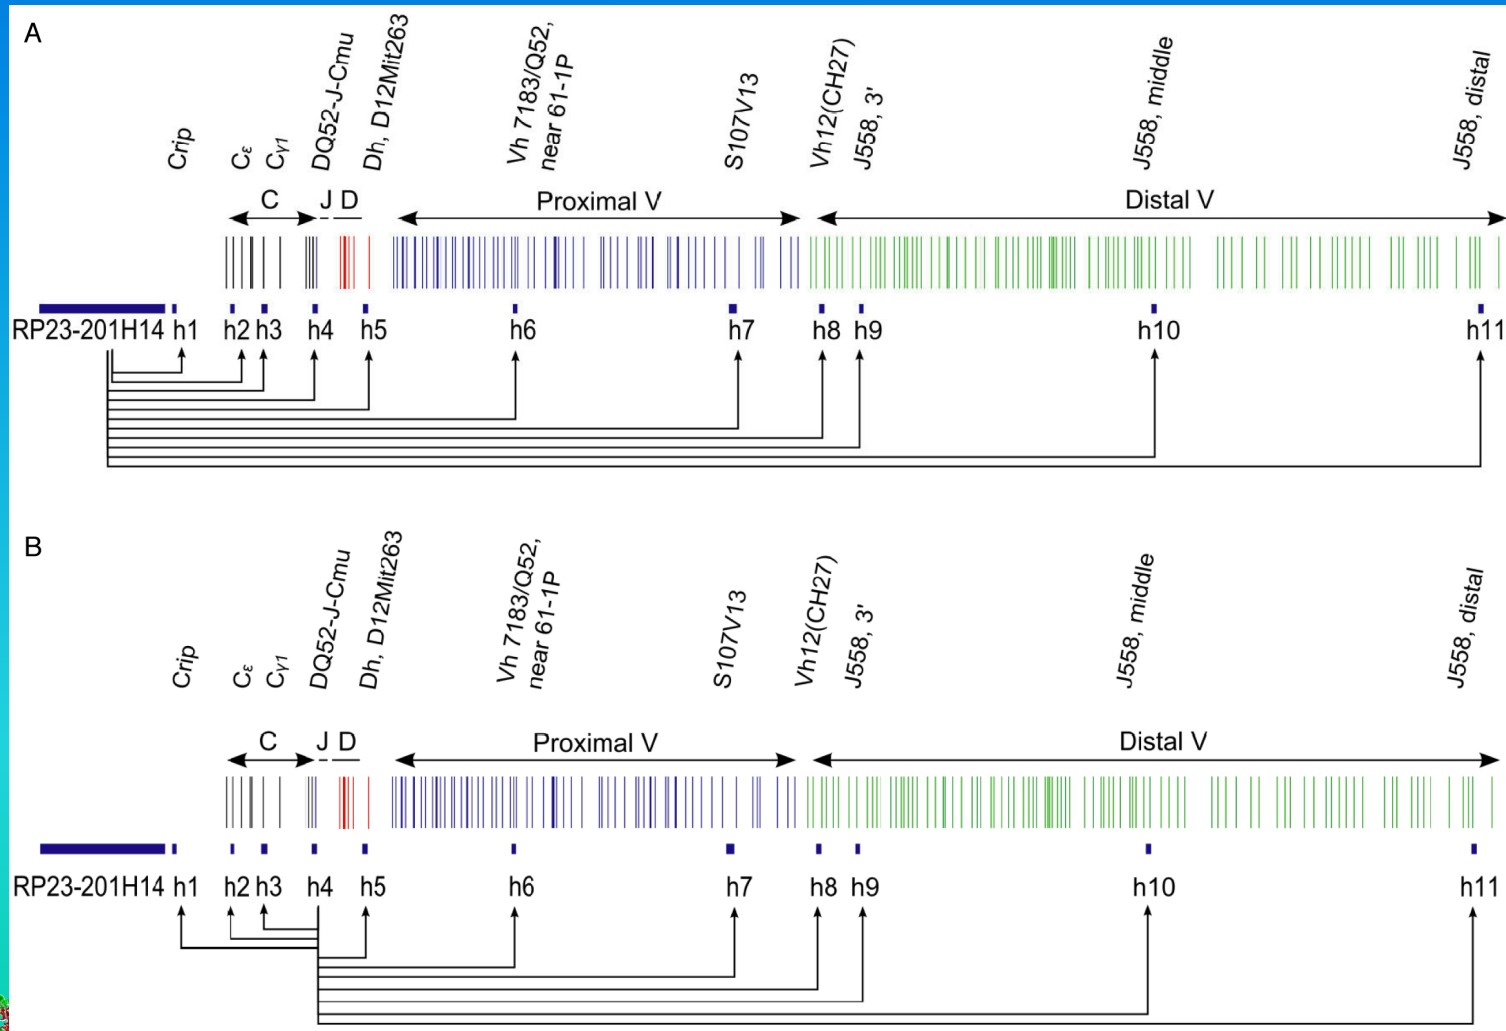 A
Crip
Cε
Cγ1
DQ52-J-Cmu
Dh, D12Mit263
Vh 7183/Q52,
near 61-1P
S107V13
Vh12(CH27)
J558, 3'
J558, middle
J558, distal
C
J
D
Proximal V
Distal V
RP23-201H14 h1 h2 h3 h4 h5 h6 h7 h8 h9 h10 h11
B
Crip
Cε
Cγ1
DQ52-J-Cmu
Dh, D12Mit263
Vh 7183/Q52,
near 61-1P
S107V13
Vh12(CH27)
J558, 3'
J558, middle
J558, distal
C
J
D
Proximal V
Distal V
RP23-201H14 h1 h2 h3 h4 h5 h6 h7 h8 h9 h10 h11